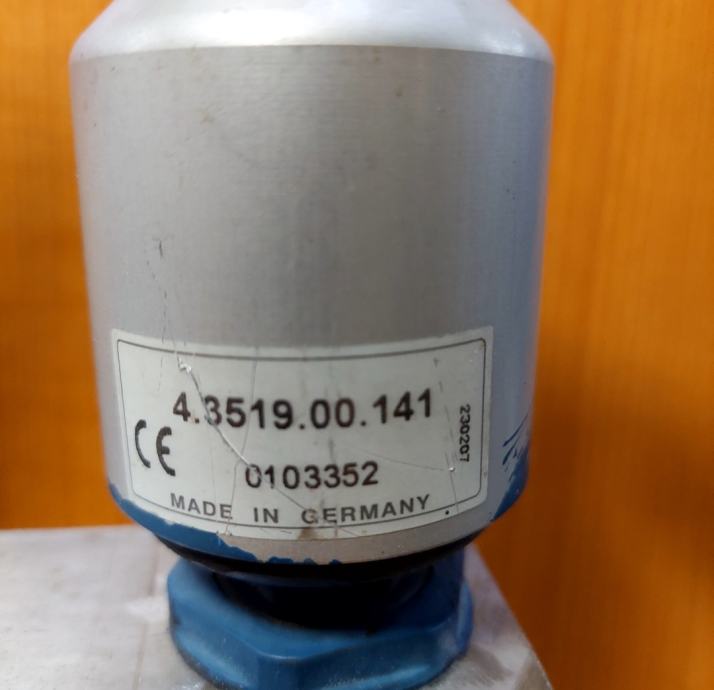 4.3519.00.141
CE
0103352
MADE IN GERMANY
230207